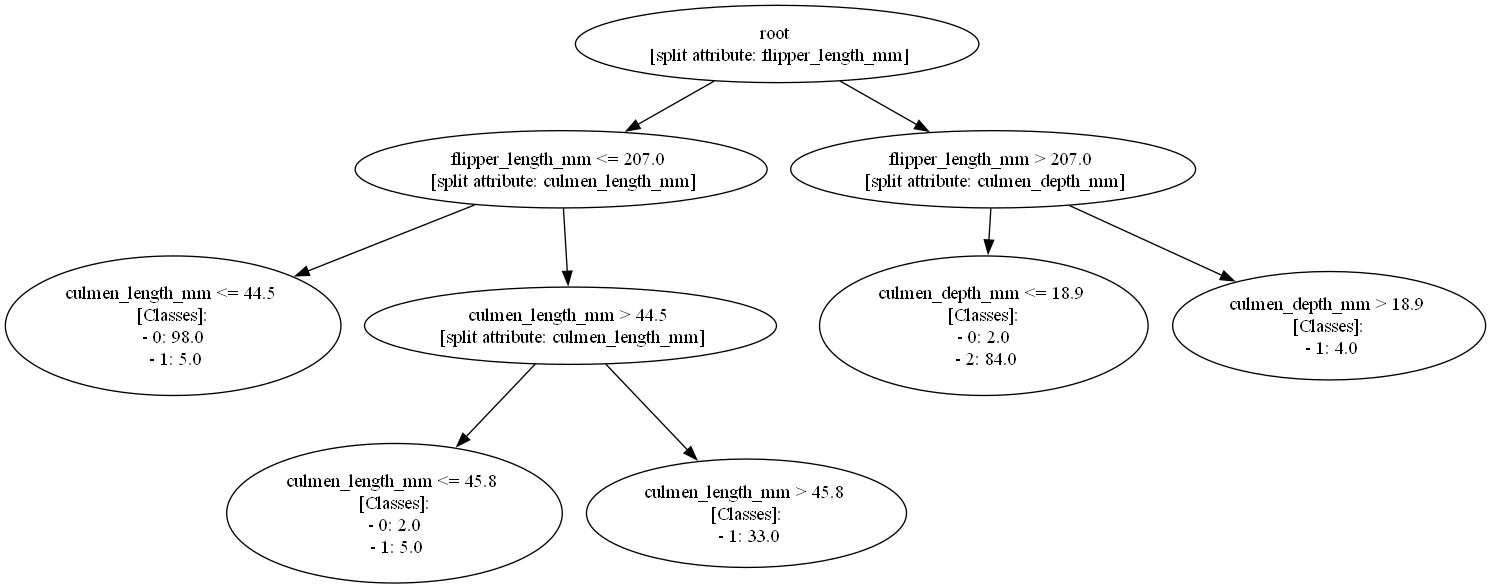 root
[split attribute: flipper_length_mm]
flipper_length_mm <= 207.0
[split attribute: culmen_length_mm]
flipper_length_mm > 207.0
[split attribute: culmen_depth_mm]
culmen_length_mm <= 44.5
[Classes]:
- 0: 98.0
- 1: 5.0
culmen_length_mm > 44.5
[split attribute: culmen_length_mm]
culmen_depth_mm <= 18.9
[Classes]:
- 0: 2.0
- 2: 84.0
culmen_depth_mm > 18.9
[Classes]:
- 1: 4.0
culmen_length_mm <= 45.8
[Classes]:
- 0: 2.0
- 1: 5.0
culmen_length_mm > 45.8
[Classes]:
- 1: 33.0